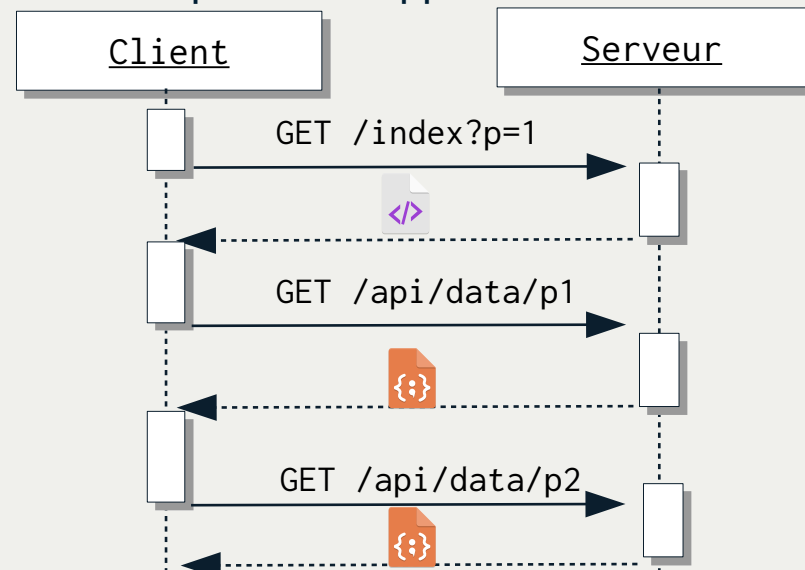 Client
Serveur
GET /index?p=1
</>
GET /api/data/p1
{;}
GET /api/data/p2
{;}